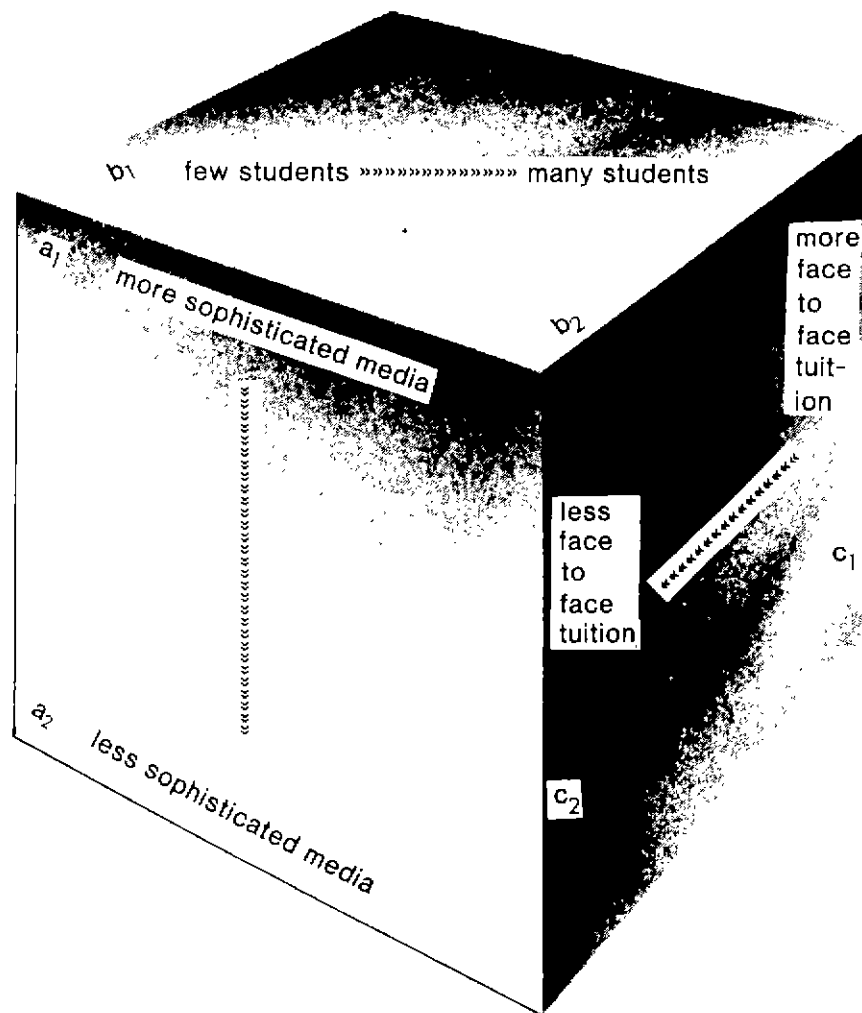 b₁ few students »»»»»»»»»»»»» many students
a₁
more sophisticated media
b₂
more
face
to
face
tuit-
ion
less
face
to
face
tuition
c₁
a₂
less sophisticated media
c₂